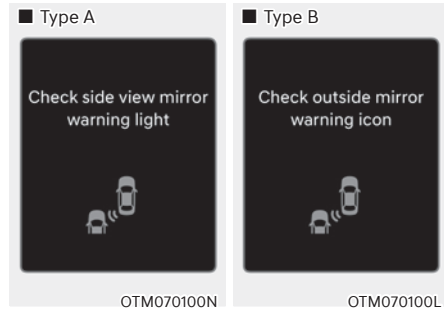 ■ Type A
Check side view mirror
warning light
OTM070100N
■ Type B
Check outside mirror
warning icon
OTM070100L